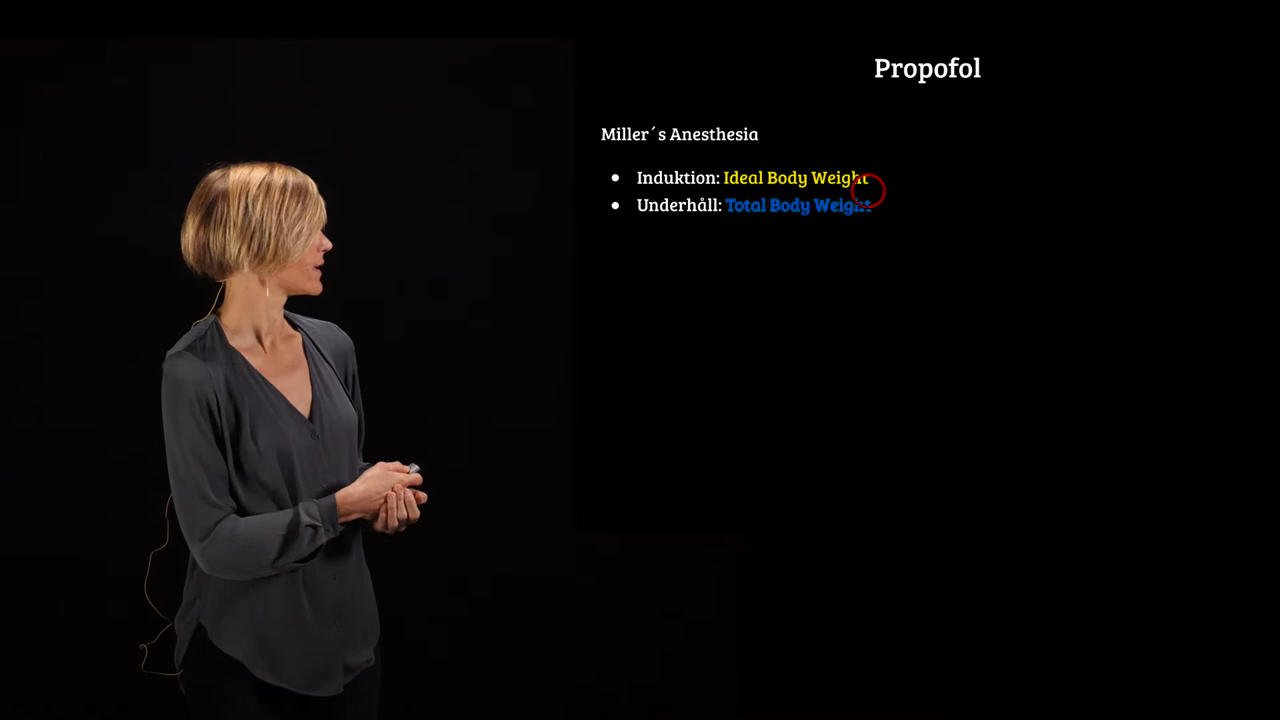 Propofol
Miller´s Anesthesia
● Induktion: Ideal Body Weight
● Underhåll: Total Body Weight